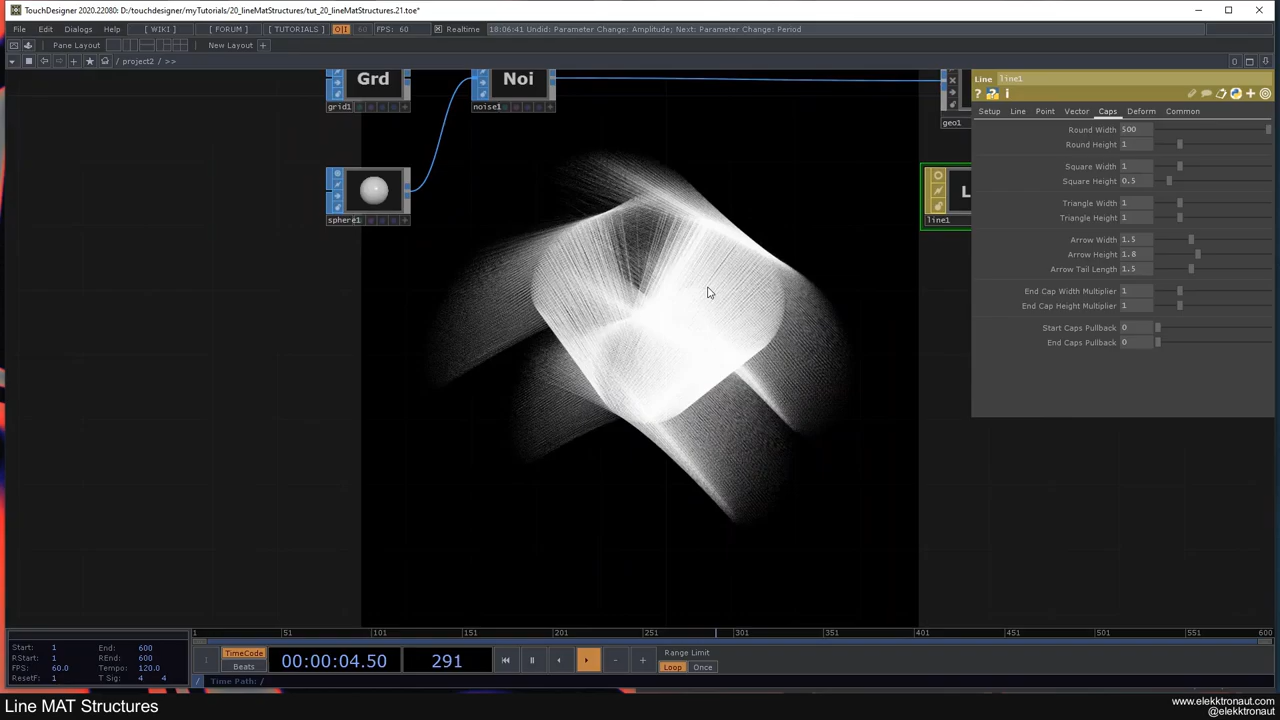 TouchDesigner 2020.22080: D:/touchdesigner/myTutorials/20_lineMatStructures/tut_20_lineMatStructures.21.toe*
File Edit Dialogs Help [ WIKI ] [ FORUM ] [ TUTORIALS ] O|I 60 FPS: 60 Realtime 18:06:41 Undid: Parameter Change: Amplitude; Next: Parameter Change: Period
Pane Layout New Layout +
/ project2 / >> 0
Grd
grid1
Noi
noise1
geo1
sphere1
L
line1
Line line1
? i
Setup Line Point Vector Caps Deform Common
Round Width 500
Round Height 1
Square Width 1
Square Height 0.5
Triangle Width 1
Triangle Height 1
Arrow Width 1.5
Arrow Height 1.8
Arrow Tail Length 1.5
End Cap Width Multiplier 1
End Cap Height Multiplier 1
Start Caps Pullback 0
End Caps Pullback 0
1 51 101 151 201 251 301 351 401 451 501 551 600
Start: 1 End: 600
RStart: 1 REnd: 600
FPS: 60.0 Tempo: 120.0
ResetF: 1 T Sig: 4 4
TimeCode
Beats
00:00:04.50
291
- +
Range Limit
Loop Once
/ Time Path: /
Line MAT Structures
www.elekktronaut.com
@elekktronaut